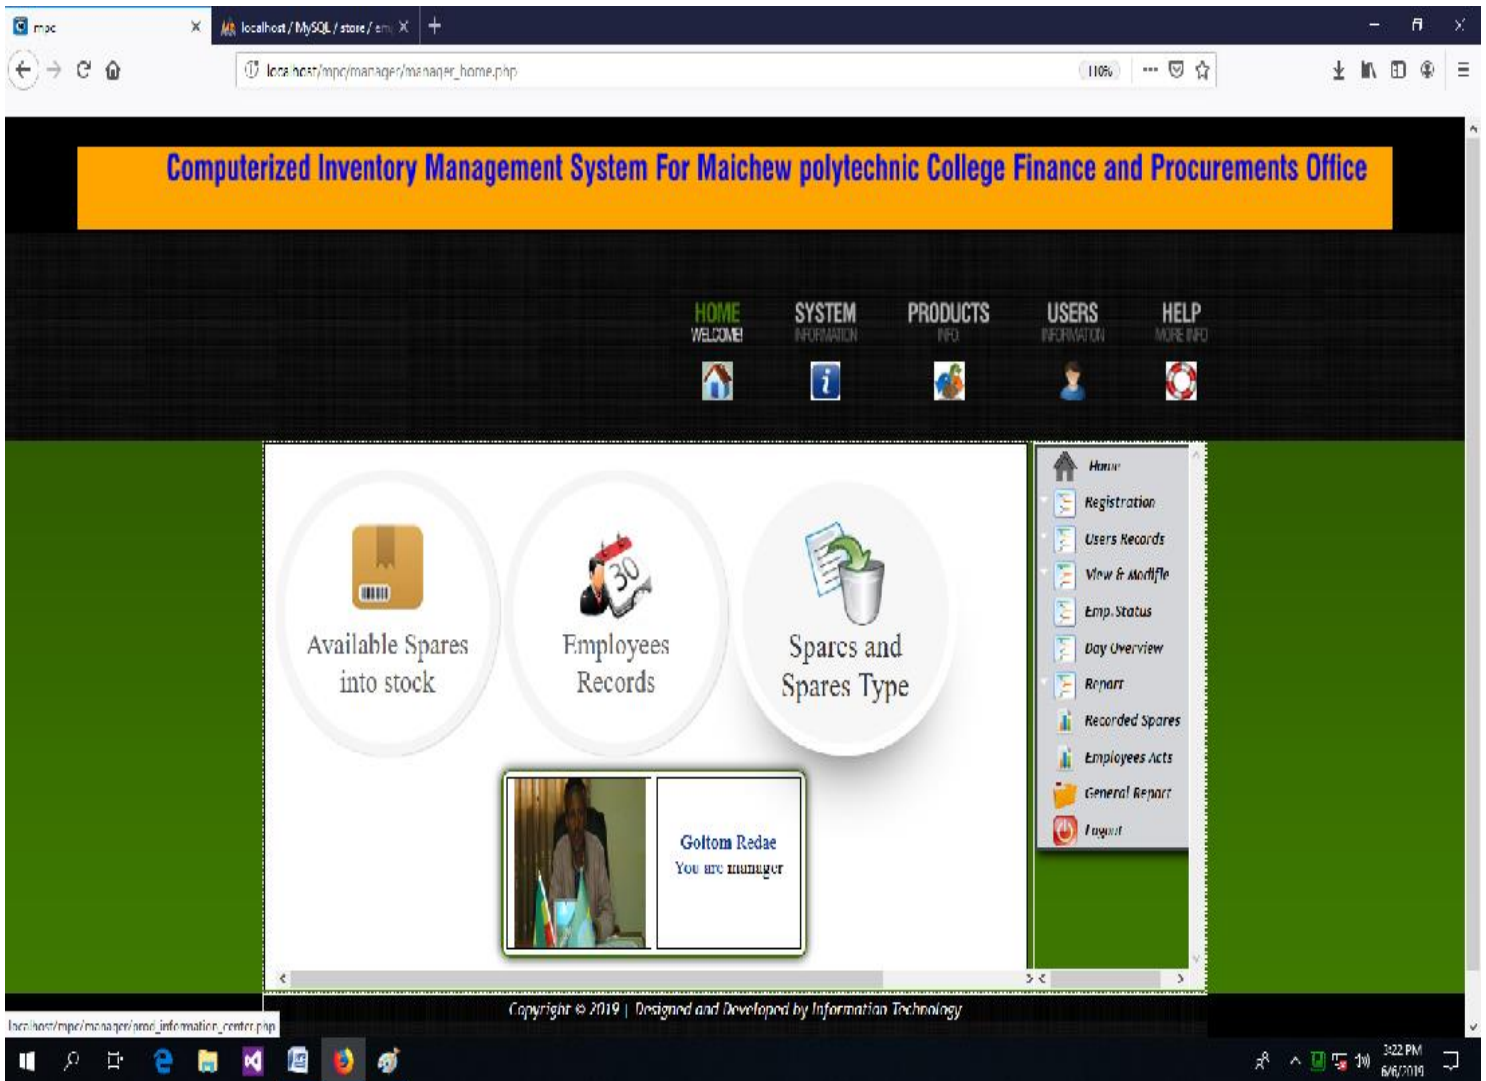 mpc
localhost / MySQL / store / em
localhost/mpc/manager/manager_home.php
110%
Computerized Inventory Management System For Maichew polytechnic College Finance and Procurements Office
HOME
WELCOME!
SYSTEM
INFORMATION
PRODUCTS
INFO.
USERS
INFORMATION
HELP
MORE INFO
Available Spares
into stock
30
Employees
Records
Spares and
Spares Type
Goitom Redae
You are manager
Home
Registration
Users Records
View & Modifie
Emp. Status
Day Overview
Report
Recorded Spares
Employees Acts
General Report
Logout
Copyright © 2019 | Designed and Developed by Information Technology
localhost/mpc/manager/prod_information_center.php
3:22 PM
6/6/2019